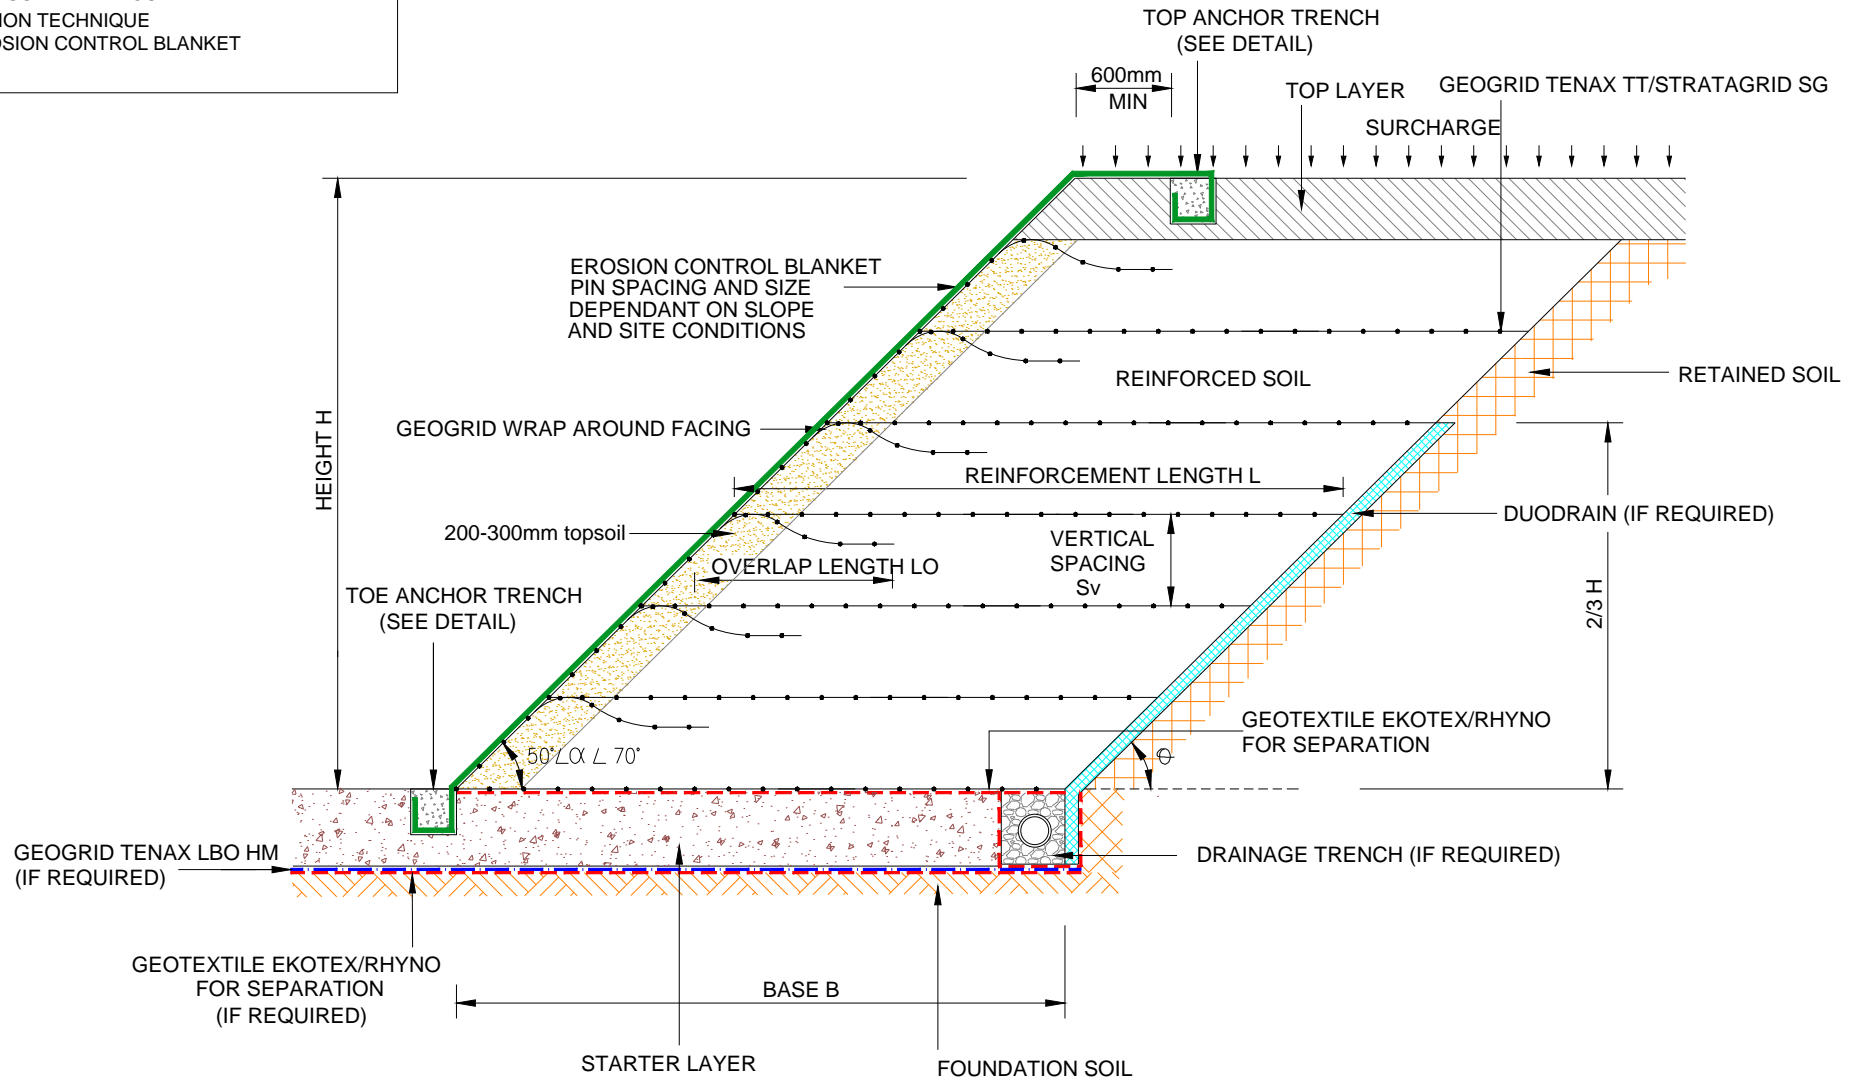 ION TECHNIQUE
OSION CONTROL BLANKET
TOP ANCHOR TRENCH
(SEE DETAIL)
600mm
MIN
TOP LAYER
GEOGRID TENAX TT/STRATAGRID SG
SURCHARGE
EROSION CONTROL BLANKET
PIN SPACING AND SIZE
DEPENDANT ON SLOPE
AND SITE CONDITIONS
REINFORCED SOIL
RETAINED SOIL
GEOGRID WRAP AROUND FACING
HEIGHT H
REINFORCEMENT LENGTH L
200-300mm topsoil
DUODRAIN (IF REQUIRED)
VERTICAL
SPACING
Sv
OVERLAP LENGTH LO
TOE ANCHOR TRENCH
(SEE DETAIL)
2/3 H
GEOTEXTILE EKOTEX/RHYNO
FOR SEPARATION
50°∠α∠ 70°
GEOGRID TENAX LBO HM
(IF REQUIRED)
DRAINAGE TRENCH (IF REQUIRED)
GEOTEXTILE EKOTEX/RHYNO
FOR SEPARATION
(IF REQUIRED)
BASE B
STARTER LAYER
FOUNDATION SOIL